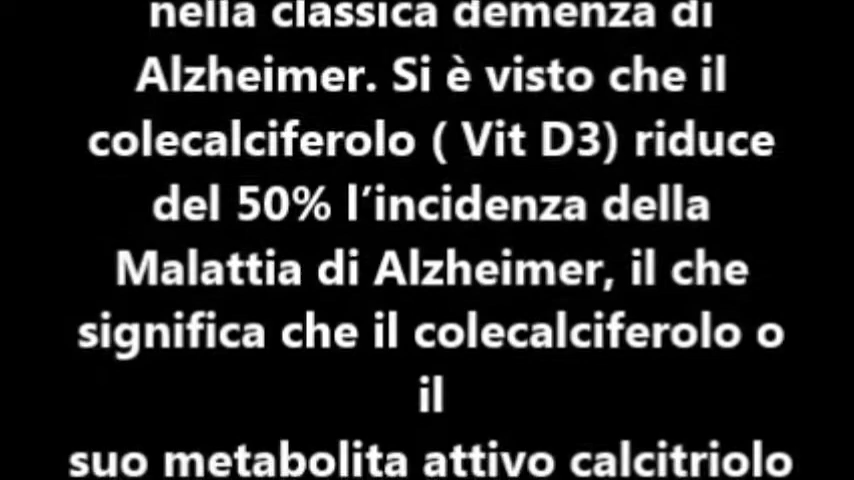 nella classica demenza di
Alzheimer. Si è visto che il
colecalciferolo ( Vit D3) riduce
del 50% l’incidenza della
Malattia di Alzheimer, il che
significa che il colecalciferolo o
il
suo metabolita attivo calcitriolo